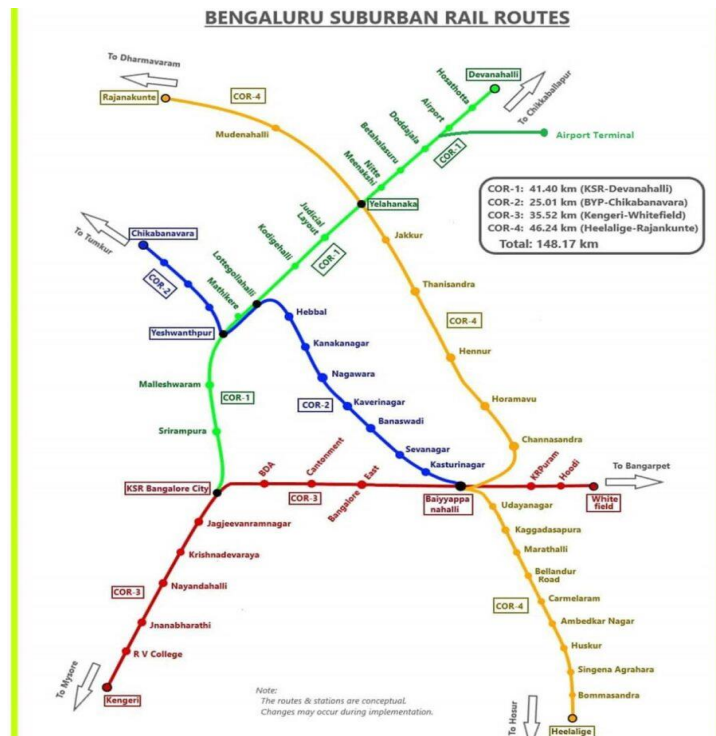 BENGALURU SUBURBAN RAIL ROUTES
To Dharmavaram
Rajanakunte
COR-4
Mudenahalli
Hosathotta
Devanahalli
To Chikkaballapur
Airport
Doddajala
Betahalasuru
COR-1
Airport Terminal
Nitte
Meenakshi
Yelahanaka
COR-1: 41.40 km (KSR-Devanahalli)
COR-2: 25.01 km (BYP-Chikabanavara)
COR-3: 35.52 km (Kengeri-Whitefield)
COR-4: 46.24 km (Heelalige-Rajankunte)
Total: 148.17 km
Judicial
Layout
Kodigehalli
COR-1
Jakkur
Chikabanavara
To Tumkur
COR-2
Lottegollahalli
Mathikere
Yeshwanthpur
Thanisandra
COR-4
Hebbal
Kanakanagar
Hennur
Nagawara
Malleshwaram
COR-1
COR-2
Kaverinagar
Horamavu
Banaswadi
Srirampura
Channasandra
Sevanagar
Kasturinagar
KSR Bangalore City
BDA
Cantonment
COR-3
Bangalore
East
Baiyyappa
nahalli
KRPuram
Hoodi
To Bangarpet
White
field
Jagjeevanramnagar
Udayanagar
Kaggadasapura
Krishnadevaraya
Marathalli
Nayandahalli
COR-3
Bellandur
Road
COR-4
Carmelaram
Jnanabharathi
Ambedkar Nagar
R V College
Huskur
Singena Agrahara
To Mysore
Kengeri
Note:
The routes & stations are conceptual.
Changes may occur during implementation.
Bommasandra
To Hosur
Heelalige